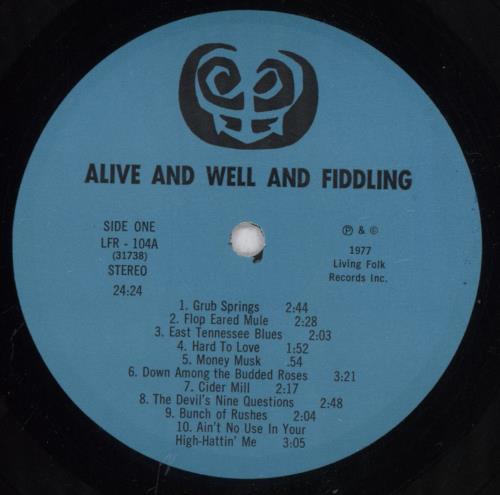 ALIVE AND WELL AND FIDDLING
SIDE ONE
LFR - 104A
(31738)
STEREO
24:24
℗ & ©
1977
Living Folk
Records Inc.
1. Grub Springs 2:44
2. Flop Eared Mule 2:28
3. East Tennessee Blues 2:03
4. Hard To Love 1:52
5. Money Musk .54
6. Down Among the Budded Roses 3:21
7. Cider Mill 2:17
8. The Devil's Nine Questions 2:48
9. Bunch of Rushes 2:04
10. Ain't No Use In Your
High-Hattin' Me 3:05